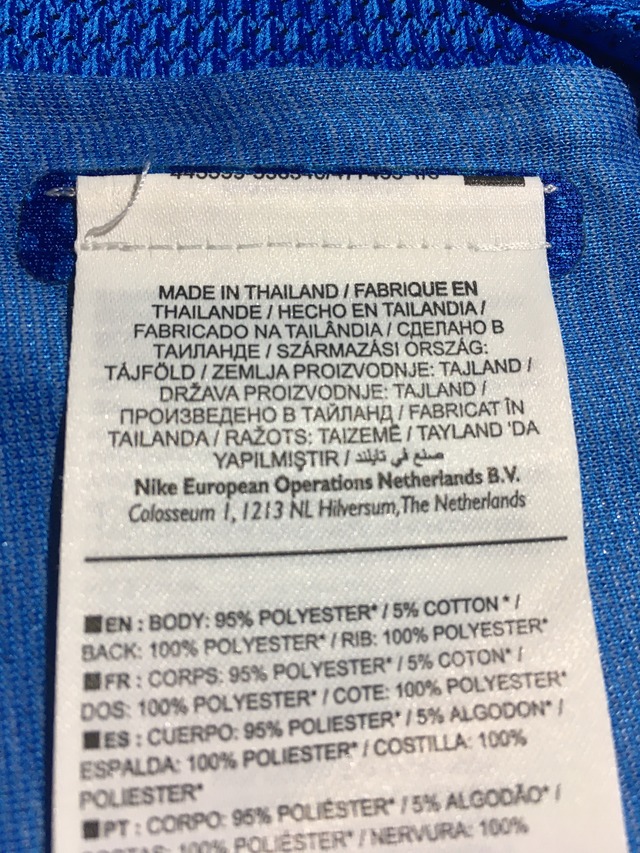 MADE IN THAILAND / FABRIQUE EN
THAILANDE / HECHO EN TAILANDIA /
FABRICADO NA TAILÂNDIA / СДЕЛАНО В
ТАИЛАНДЕ / SZÁRMAZÁSI ORSZÁG:
TÁJFÖLD / ZEMLJA PROIZVODNJE: TAJLAND /
DRŽAVA PROIZVODNJE: TAJLAND /
ПРОИЗВЕДЕНО В ТАЙЛАНД / FABRICAT ÎN
TAILANDA / RAŽOTS: TAIZEMĒ / TAYLAND 'DA
YAPILMIŞTIR / صنع في تايلند
Nike European Operations Netherlands B.V.
Colosseum 1, 1213 NL Hilversum, The Netherlands
EN : BODY: 95% POLYESTER* / 5% COTTON * /
BACK: 100% POLYESTER* / RIB: 100% POLYESTER*
FR : CORPS: 95% POLYESTER* / 5% COTON* /
DOS: 100% POLYESTER* / COTE: 100% POLYESTER*
ES : CUERPO: 95% POLIESTER* / 5% ALGODON* /
ESPALDA: 100% POLIESTER* / COSTILLA: 100%
POLIESTER*
PT : CORPO: 95% POLIÉSTER* / 5% ALGODÃO* /
COSTAS: 100% POLIÉSTER* / NERVURA: 100%